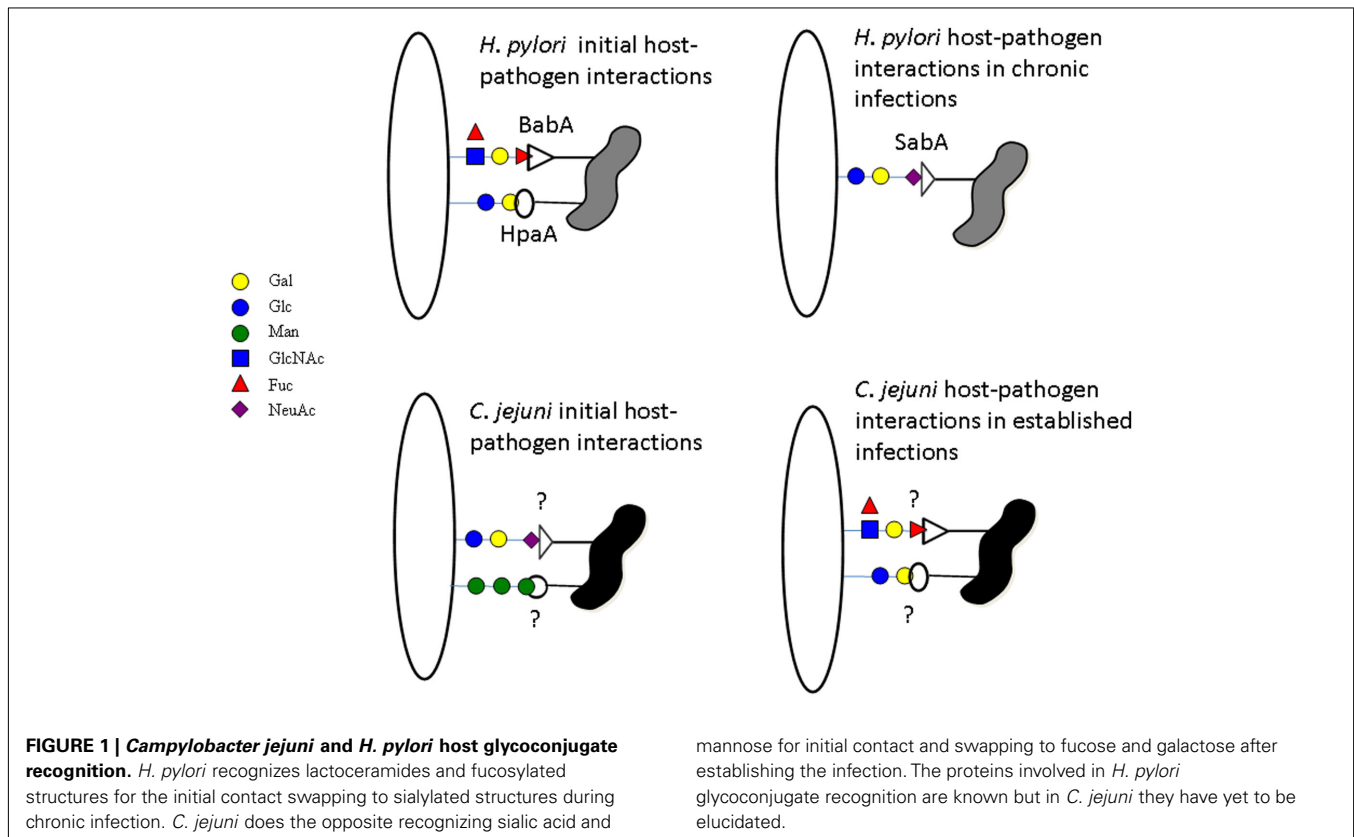 H. pylori initial host-
pathogen interactions
BabA
HpaA
H. pylori host-pathogen
interactions in chronic
infections
SabA
Gal
Glc
Man
GlcNAc
Fuc
NeuAc
C. jejuni initial host-
pathogen interactions
?
?
C. jejuni host-pathogen
interactions in established
infections
?
?
FIGURE 1 | Campylobacter jejuni and H. pylori host glycoconjugate
recognition. H. pylori recognizes lactoceramides and fucosylated
structures for the initial contact swapping to sialylated structures during
chronic infection. C. jejuni does the opposite recognizing sialic acid and
mannose for initial contact and swapping to fucose and galactose after
establishing the infection. The proteins involved in H. pylori
glycoconjugate recognition are known but in C. jejuni they have yet to be
elucidated.